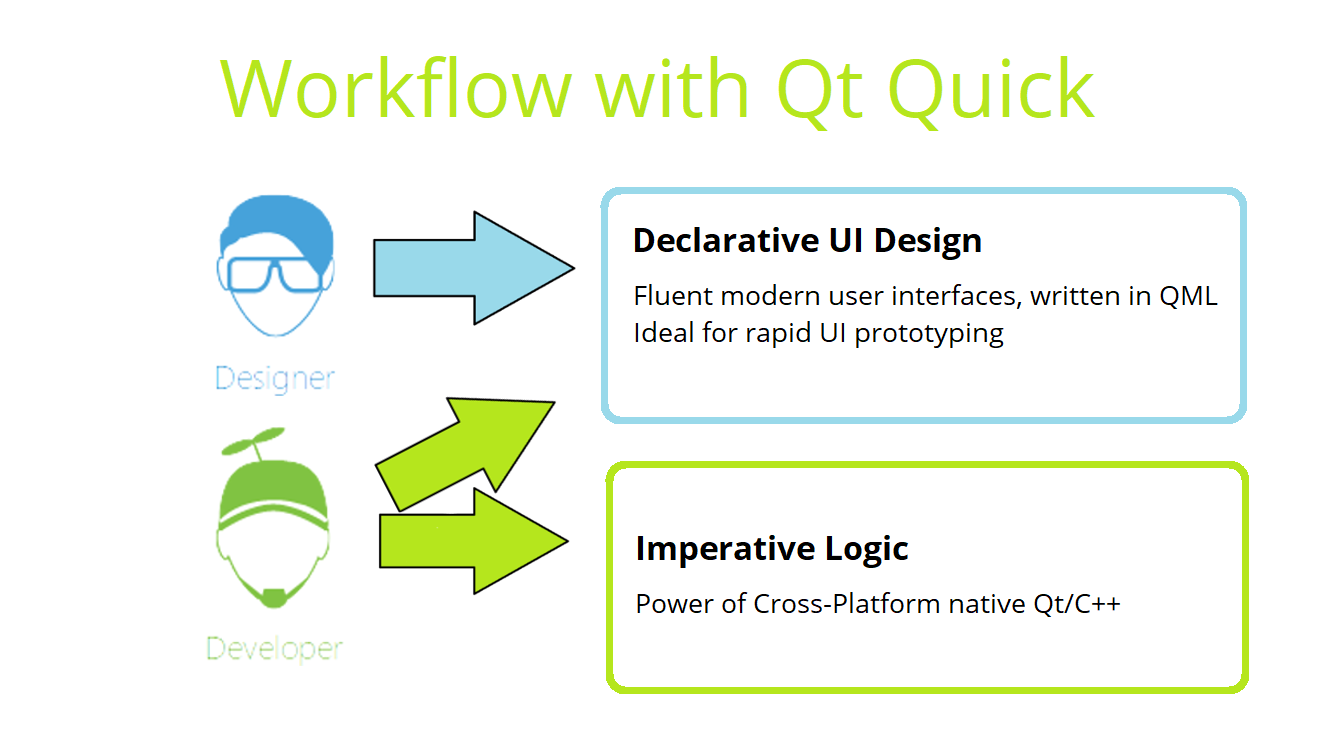 Workflow with Qt Quick
Designer
Declarative UI Design
Fluent modern user interfaces, written in QML
Ideal for rapid UI prototyping
Developer
Imperative Logic
Power of Cross-Platform native Qt/C++